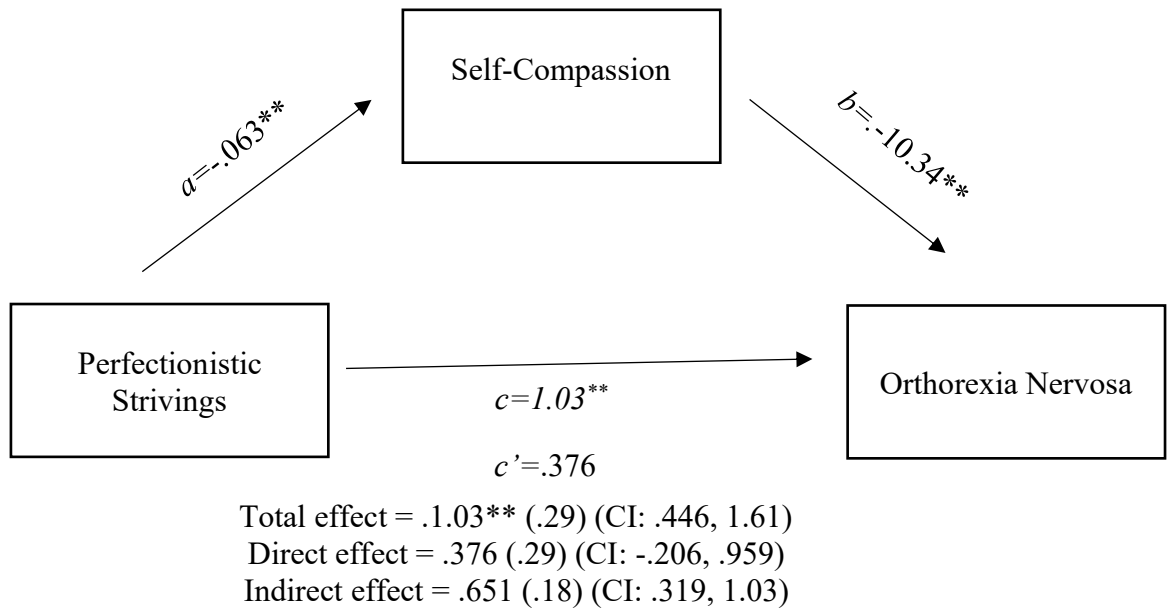 Self-Compassion
a=-.063**
b=.-10.34**
Perfectionistic
Strivings
Orthorexia Nervosa
c=1.03**
c’=.376
Total effect = .1.03** (.29) (CI: .446, 1.61)
Direct effect = .376 (.29) (CI: -.206, .959)
Indirect effect = .651 (.18) (CI: .319, 1.03)